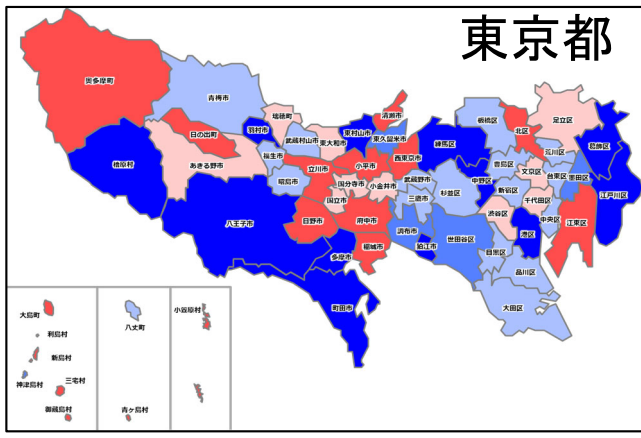 東京都
奥多摩町
青梅市
瑞穂町
清瀬市
日の出町
羽村市
武蔵村山市
東大和市
東村山市
東久留米市
檜原村
あきる野市
福生市
昭島市
立川市
小平市
西東京市
国分寺市
小金井市
国立市
武蔵野市
三鷹市
八王子市
日野市
府中市
調布市
稲城市
狛江市
多摩市
町田市
板橋区
北区
足立区
練馬区
豊島区
荒川区
葛飾区
文京区
台東区
墨田区
中野区
新宿区
杉並区
千代田区
江戸川区
渋谷区
中央区
江東区
港区
世田谷区
目黒区
品川区
大田区
大島町
利島村
新島村
神津島村
三宅村
御蔵島村
八丈町
青ヶ島村
小笠原村